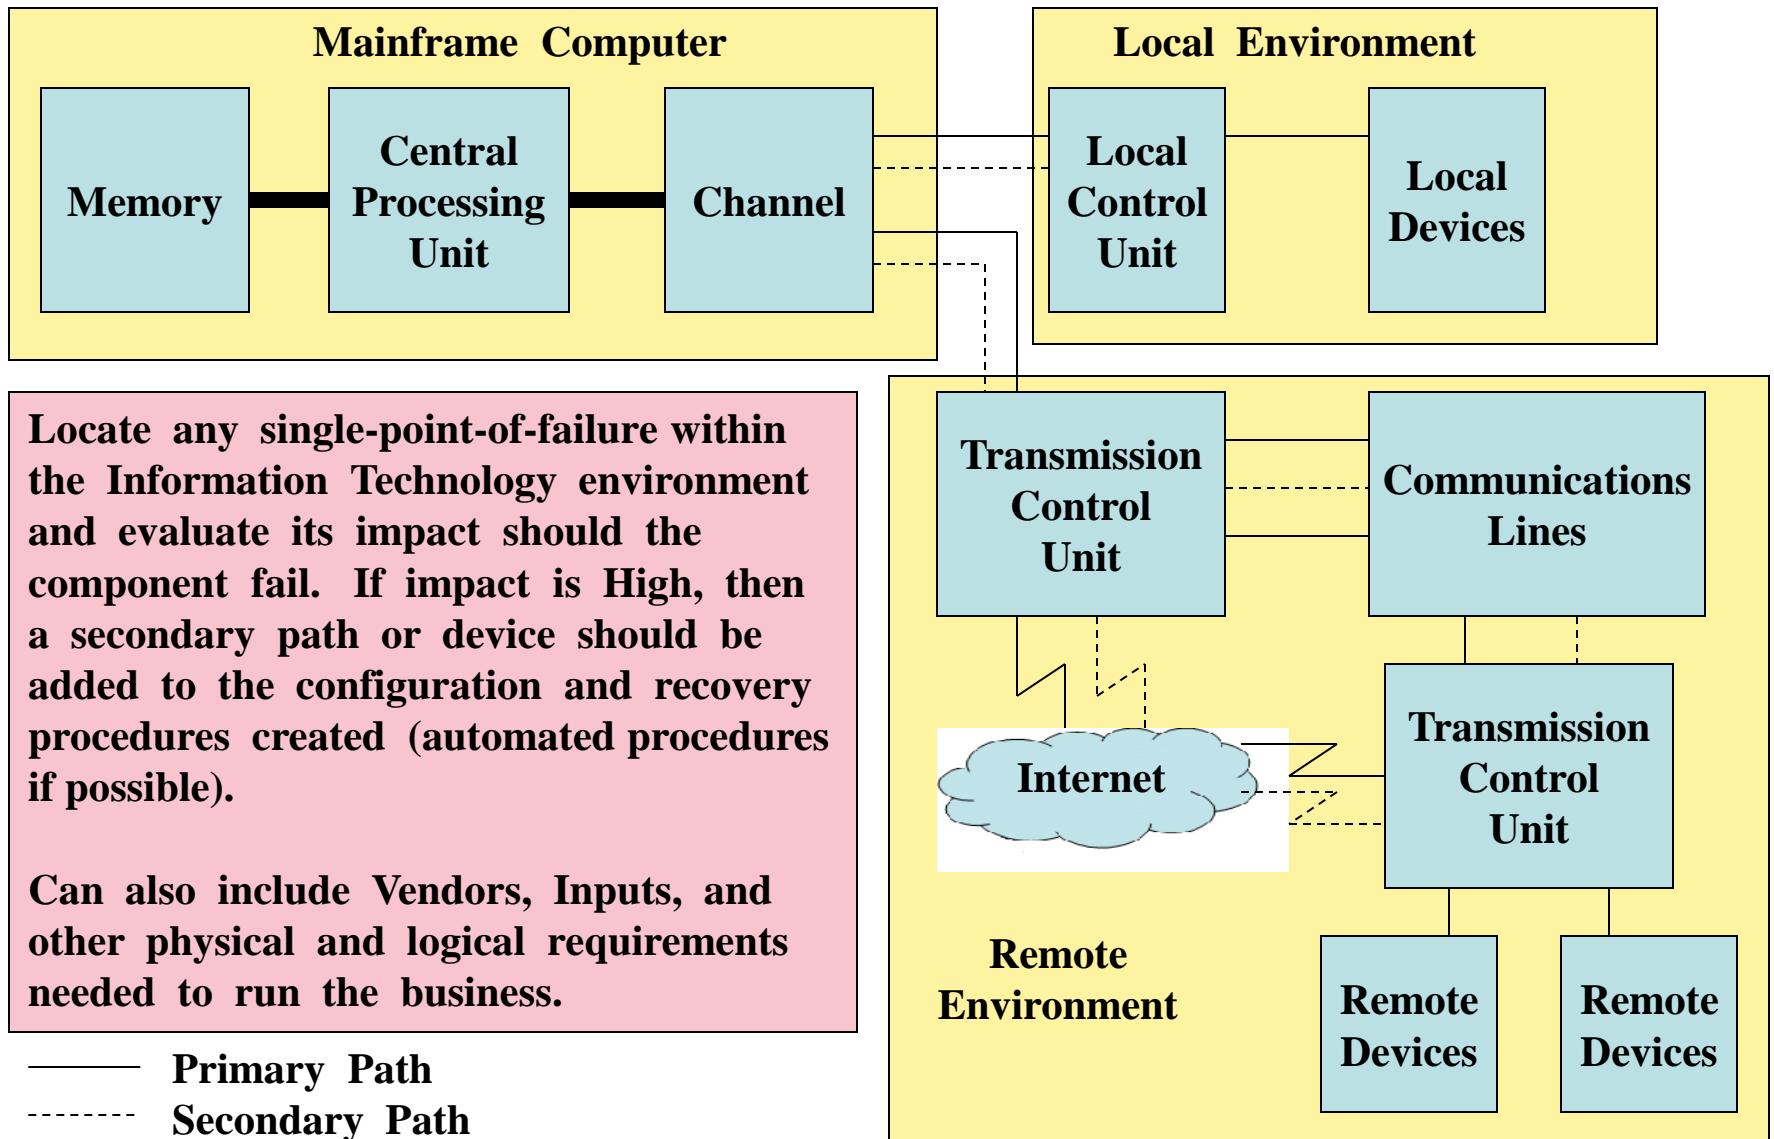 Mainframe Computer
Memory
Central
Processing
Unit
Channel
Local Environment
Local
Control
Unit
Local
Devices
Locate any single-point-of-failure within
the Information Technology environment
and evaluate its impact should the
component fail. If impact is High, then
a secondary path or device should be
added to the configuration and recovery
procedures created (automated procedures
if possible).
Can also include Vendors, Inputs, and
other physical and logical requirements
needed to run the business.
Primary Path
Secondary Path
Transmission
Control
Unit
Communications
Lines
Internet
Transmission
Control
Unit
Remote
Environment
Remote
Devices
Remote
Devices